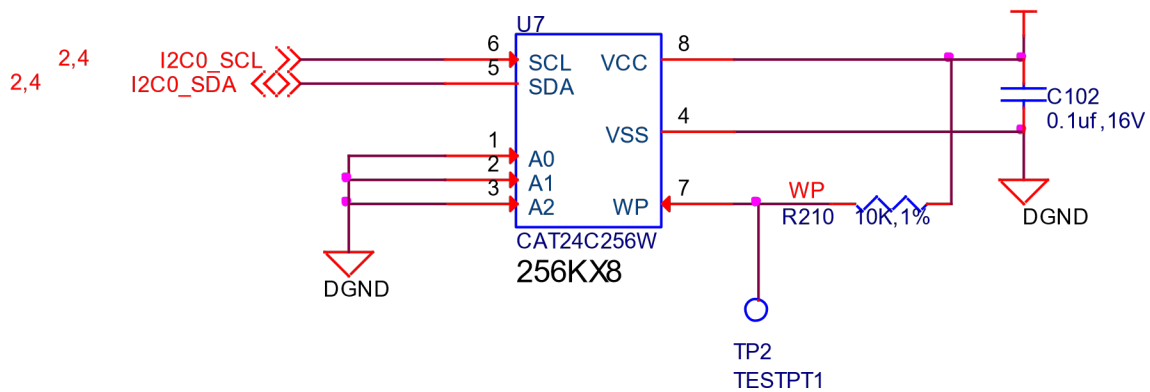 U7
2,4
I2C0_SCL
6
SCL
VCC
8
2,4
I2C0_SDA
5
SDA
C102
0.1uf,16V
VSS
4
1
A0
2
A1
3
A2
WP
7
WP
R210
10K,1%
DGND
CAT24C256W
256KX8
DGND
TP2
TESTPT1